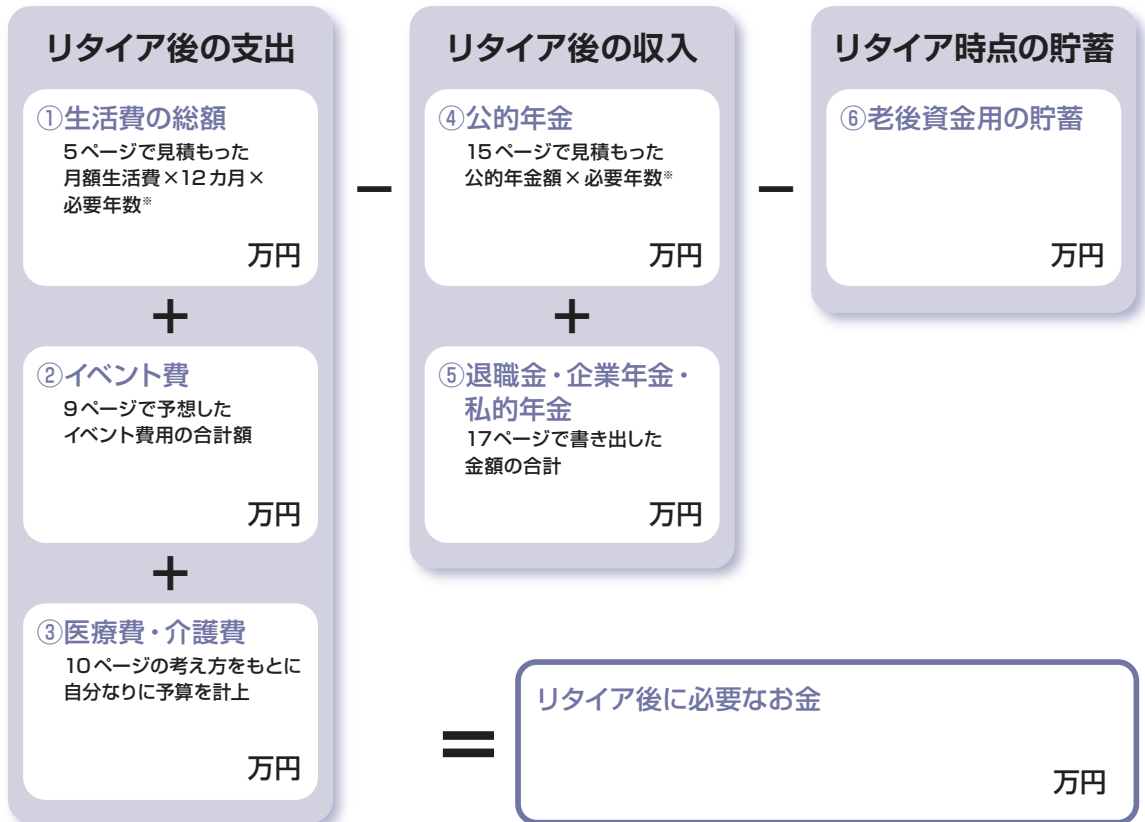 リタイア後の支出
①生活費の総額
5ページで見積もった
月額生活費×12カ月×
必要年数※
万円
＋
②イベント費
9ページで予想した
イベント費用の合計額
万円
＋
③医療費・介護費
10ページの考え方をもとに
自分なりに予算を計上
万円
－
リタイア後の収入
④公的年金
15ページで見積もった
公的年金額×必要年数※
万円
＋
⑤退職金・企業年金・
私的年金
17ページで書き出した
金額の合計
万円
－
リタイア時点の貯蓄
⑥老後資金用の貯蓄
万円
＝
リタイア後に必要なお金
万円